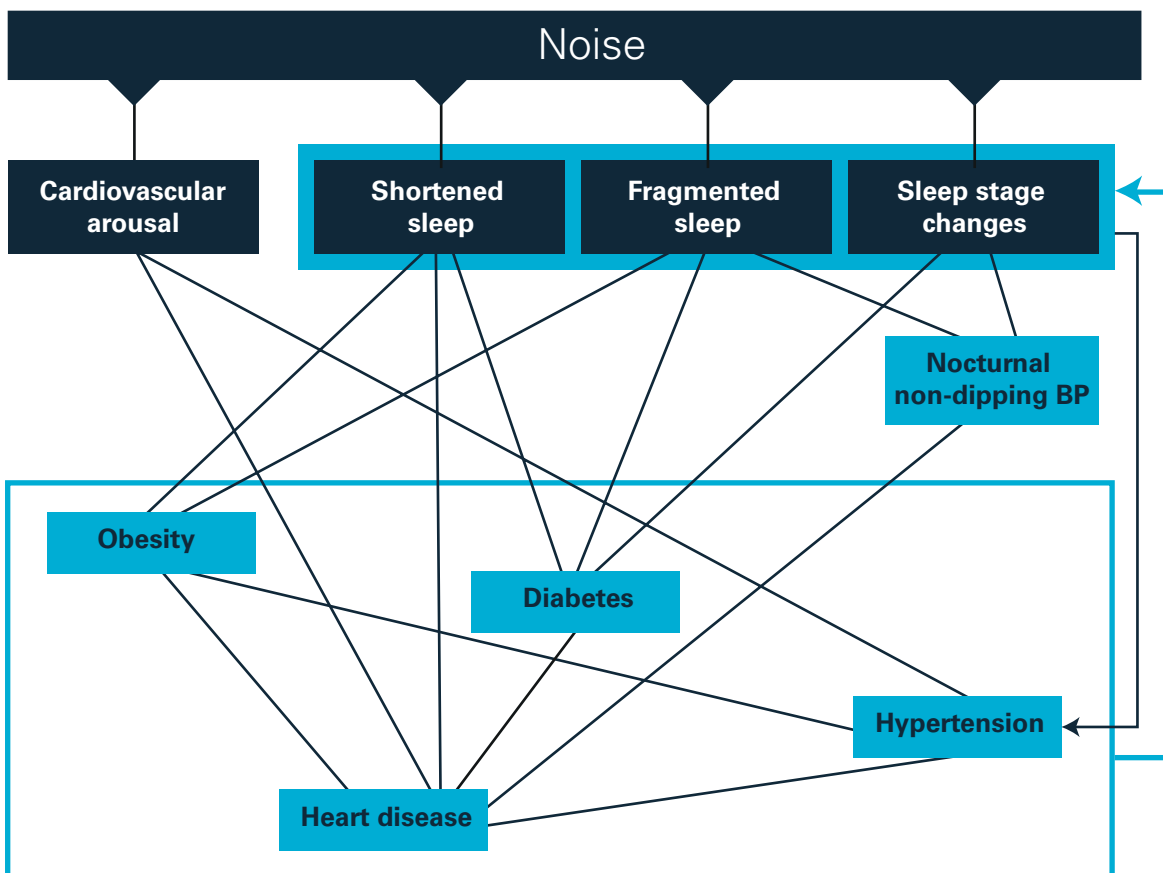 Noise
Cardiovascular
arousal
Shortened
sleep
Fragmented
sleep
Sleep stage
changes
Nocturnal
non-dipping BP
Obesity
Diabetes
Hypertension
Heart disease